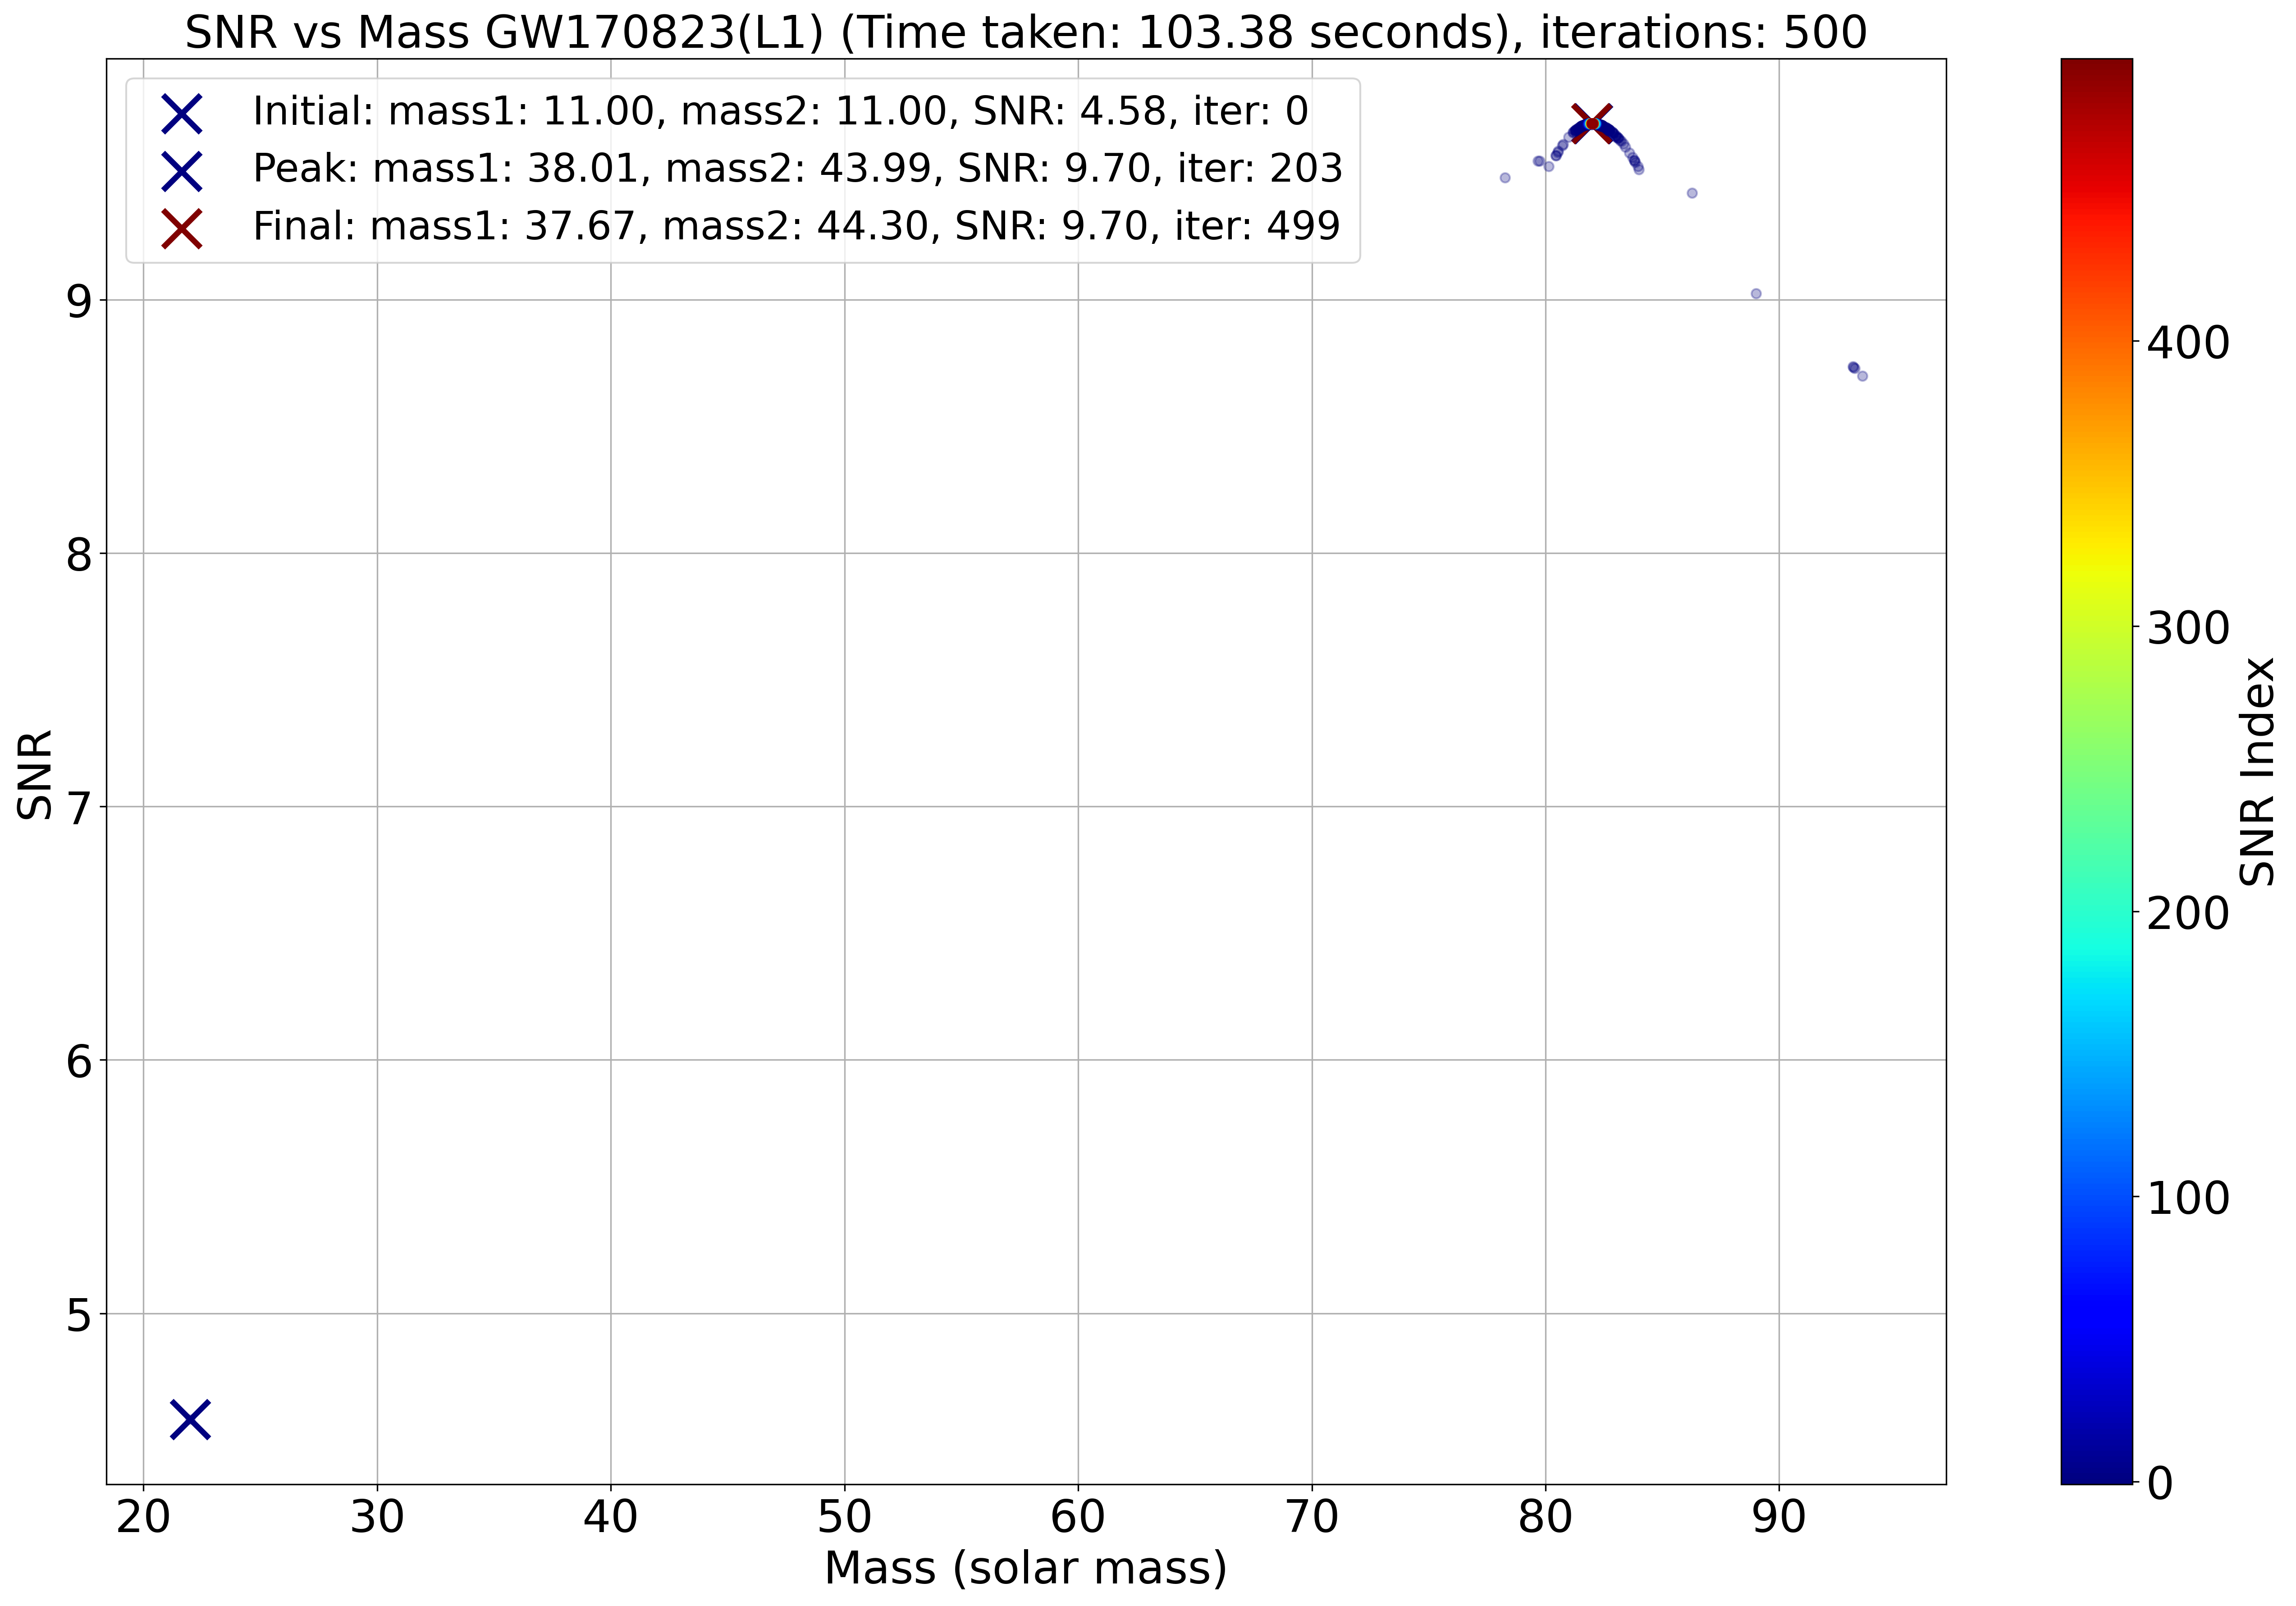 SNR vs Mass GW170823(L1) (Time taken: 103.38 seconds), iterations: 500
Initial: mass1: 11.00, mass2: 11.00, SNR: 4.58, iter: 0
Peak: mass1: 38.01, mass2: 43.99, SNR: 9.70, iter: 203
Final: mass1: 37.67, mass2: 44.30, SNR: 9.70, iter: 499
9
8
7
6
5
SNR
20 30 40 50 60 70 80 90
Mass (solar mass)
400
300
200
100
0
SNR Index